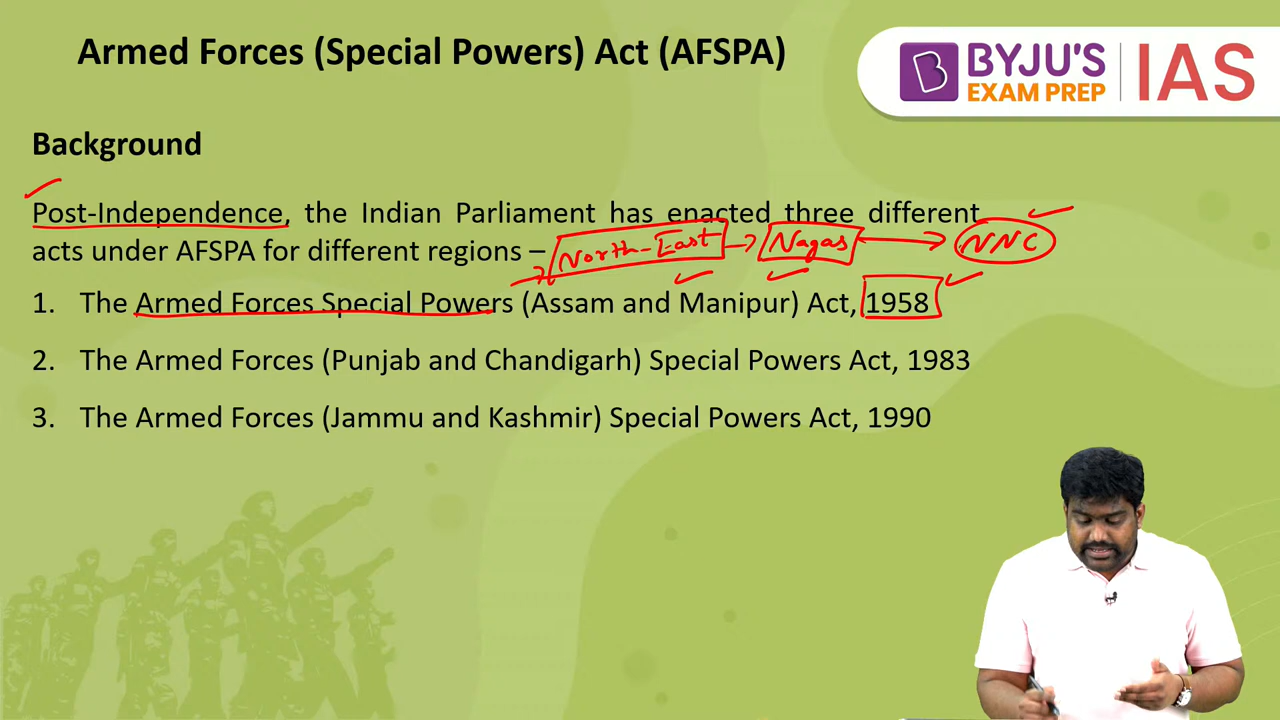 Armed Forces (Special Powers) Act (AFSPA)
BYJU'S
EXAM PREP
IAS
Background
Post-Independence, the Indian Parliament has enacted three different
acts under AFSPA for different regions –
North-East → Nagas ↔ NNC
1. The Armed Forces Special Powers (Assam and Manipur) Act, 1958
2. The Armed Forces (Punjab and Chandigarh) Special Powers Act, 1983
3. The Armed Forces (Jammu and Kashmir) Special Powers Act, 1990